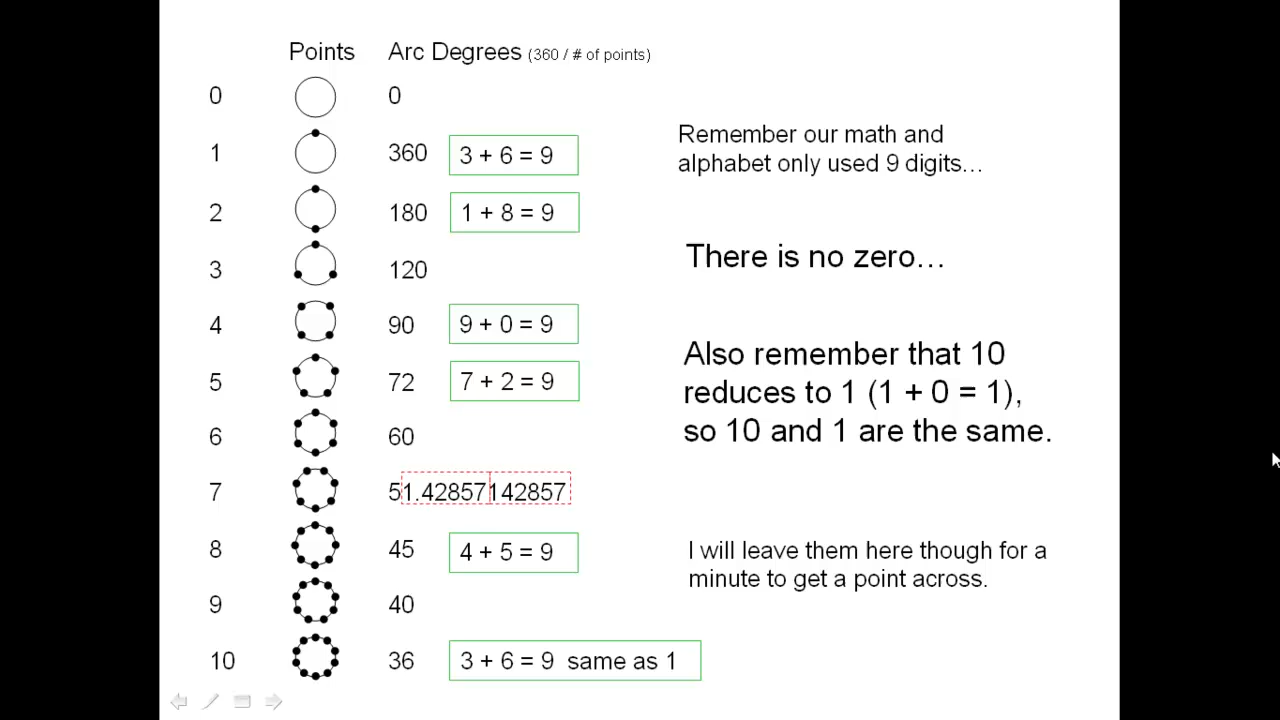 Points Arc Degrees (360 / # of points)
0 0
1 360 3 + 6 = 9
2 180 1 + 8 = 9
3 120
4 90 9 + 0 = 9
5 72 7 + 2 = 9
6 60
7 51.42857142857
8 45 4 + 5 = 9
9 40
10 36 3 + 6 = 9 same as 1
Remember our math and
alphabet only used 9 digits…
There is no zero…
Also remember that 10
reduces to 1 (1 + 0 = 1),
so 10 and 1 are the same.
I will leave them here though for a
minute to get a point across.